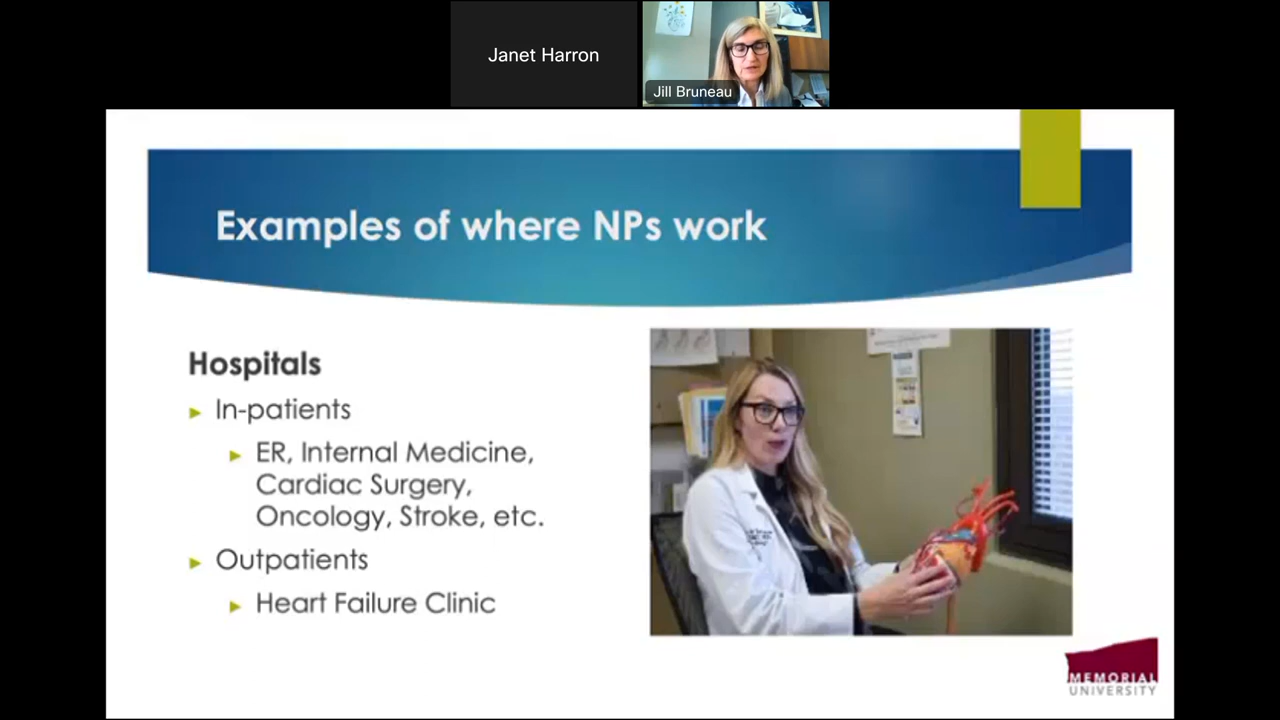 Janet Harron
Jill Bruneau
Examples of where NPs work
Hospitals
In-patients
ER, Internal Medicine,
Cardiac Surgery,
Oncology, Stroke, etc.
Outpatients
Heart Failure Clinic
MEMORIAL
UNIVERSITY